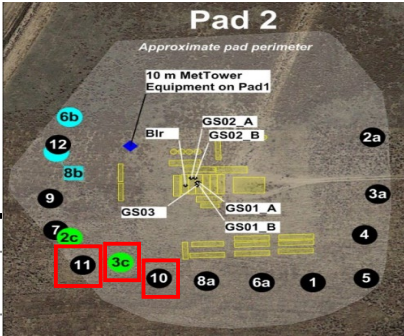 Pad 2
Approximate pad perimeter
10 m MetTower
Equipment on Pad1
6b
GS02_A
Blr
GS02_B
12
2a
8b
9
3a
GS03
GS01_A
7
2c
GS01_B
4
11
3c
10
8a
6a
1
5